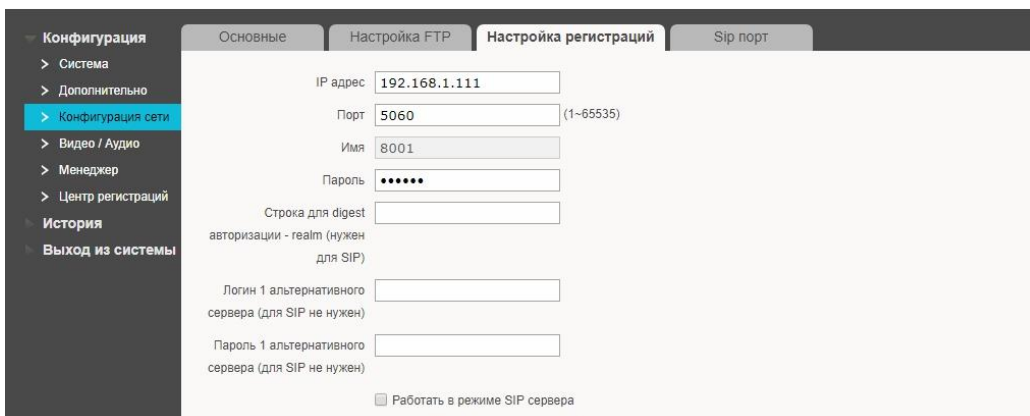 Конфигурация
Система
Дополнительно
Конфигурация сети
Видео / Аудио
Менеджер
Центр регистраций
История
Выход из системы
Основные
Настройка FTP
Настройка регистраций
Sip порт
IP адрес 192.168.1.111
Порт 5060 (1~65535)
Имя 8001
Пароль ••••••
Строка для digest
авторизации - realm (нужен
для SIP)
Логин 1 альтернативного
сервера (для SIP не нужен)
Пароль 1 альтернативного
сервера (для SIP не нужен)
Работать в режиме SIP сервера